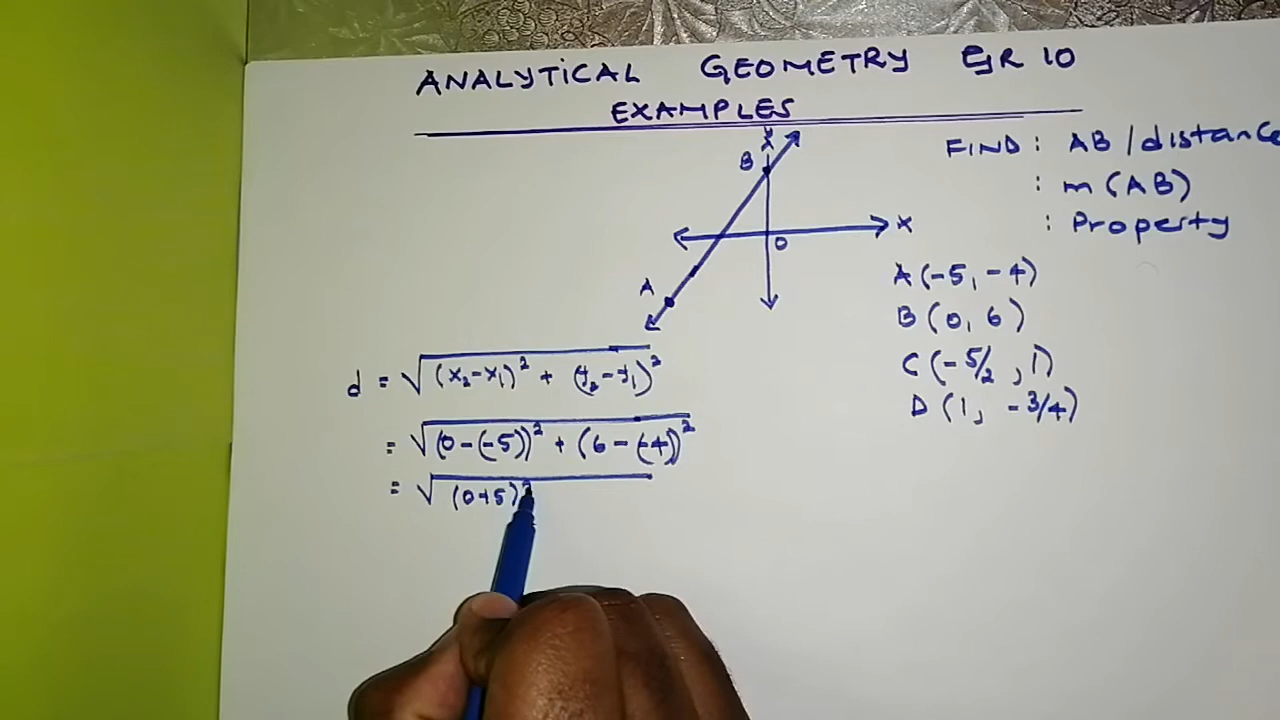 ANALYTICAL GEOMETRY GR 10
EXAMPLES
FIND: AB/distance
: m(AB)
: Property
B
X
O
A
A(-5, -4)
B(0, 6)
C(-5/2, 1)
D(1, -3/4)
d = √(x₂-x₁)² + (y₂-y₁)²
= √(0-(-5))² + (6-(-4))²
= √(0+5)²